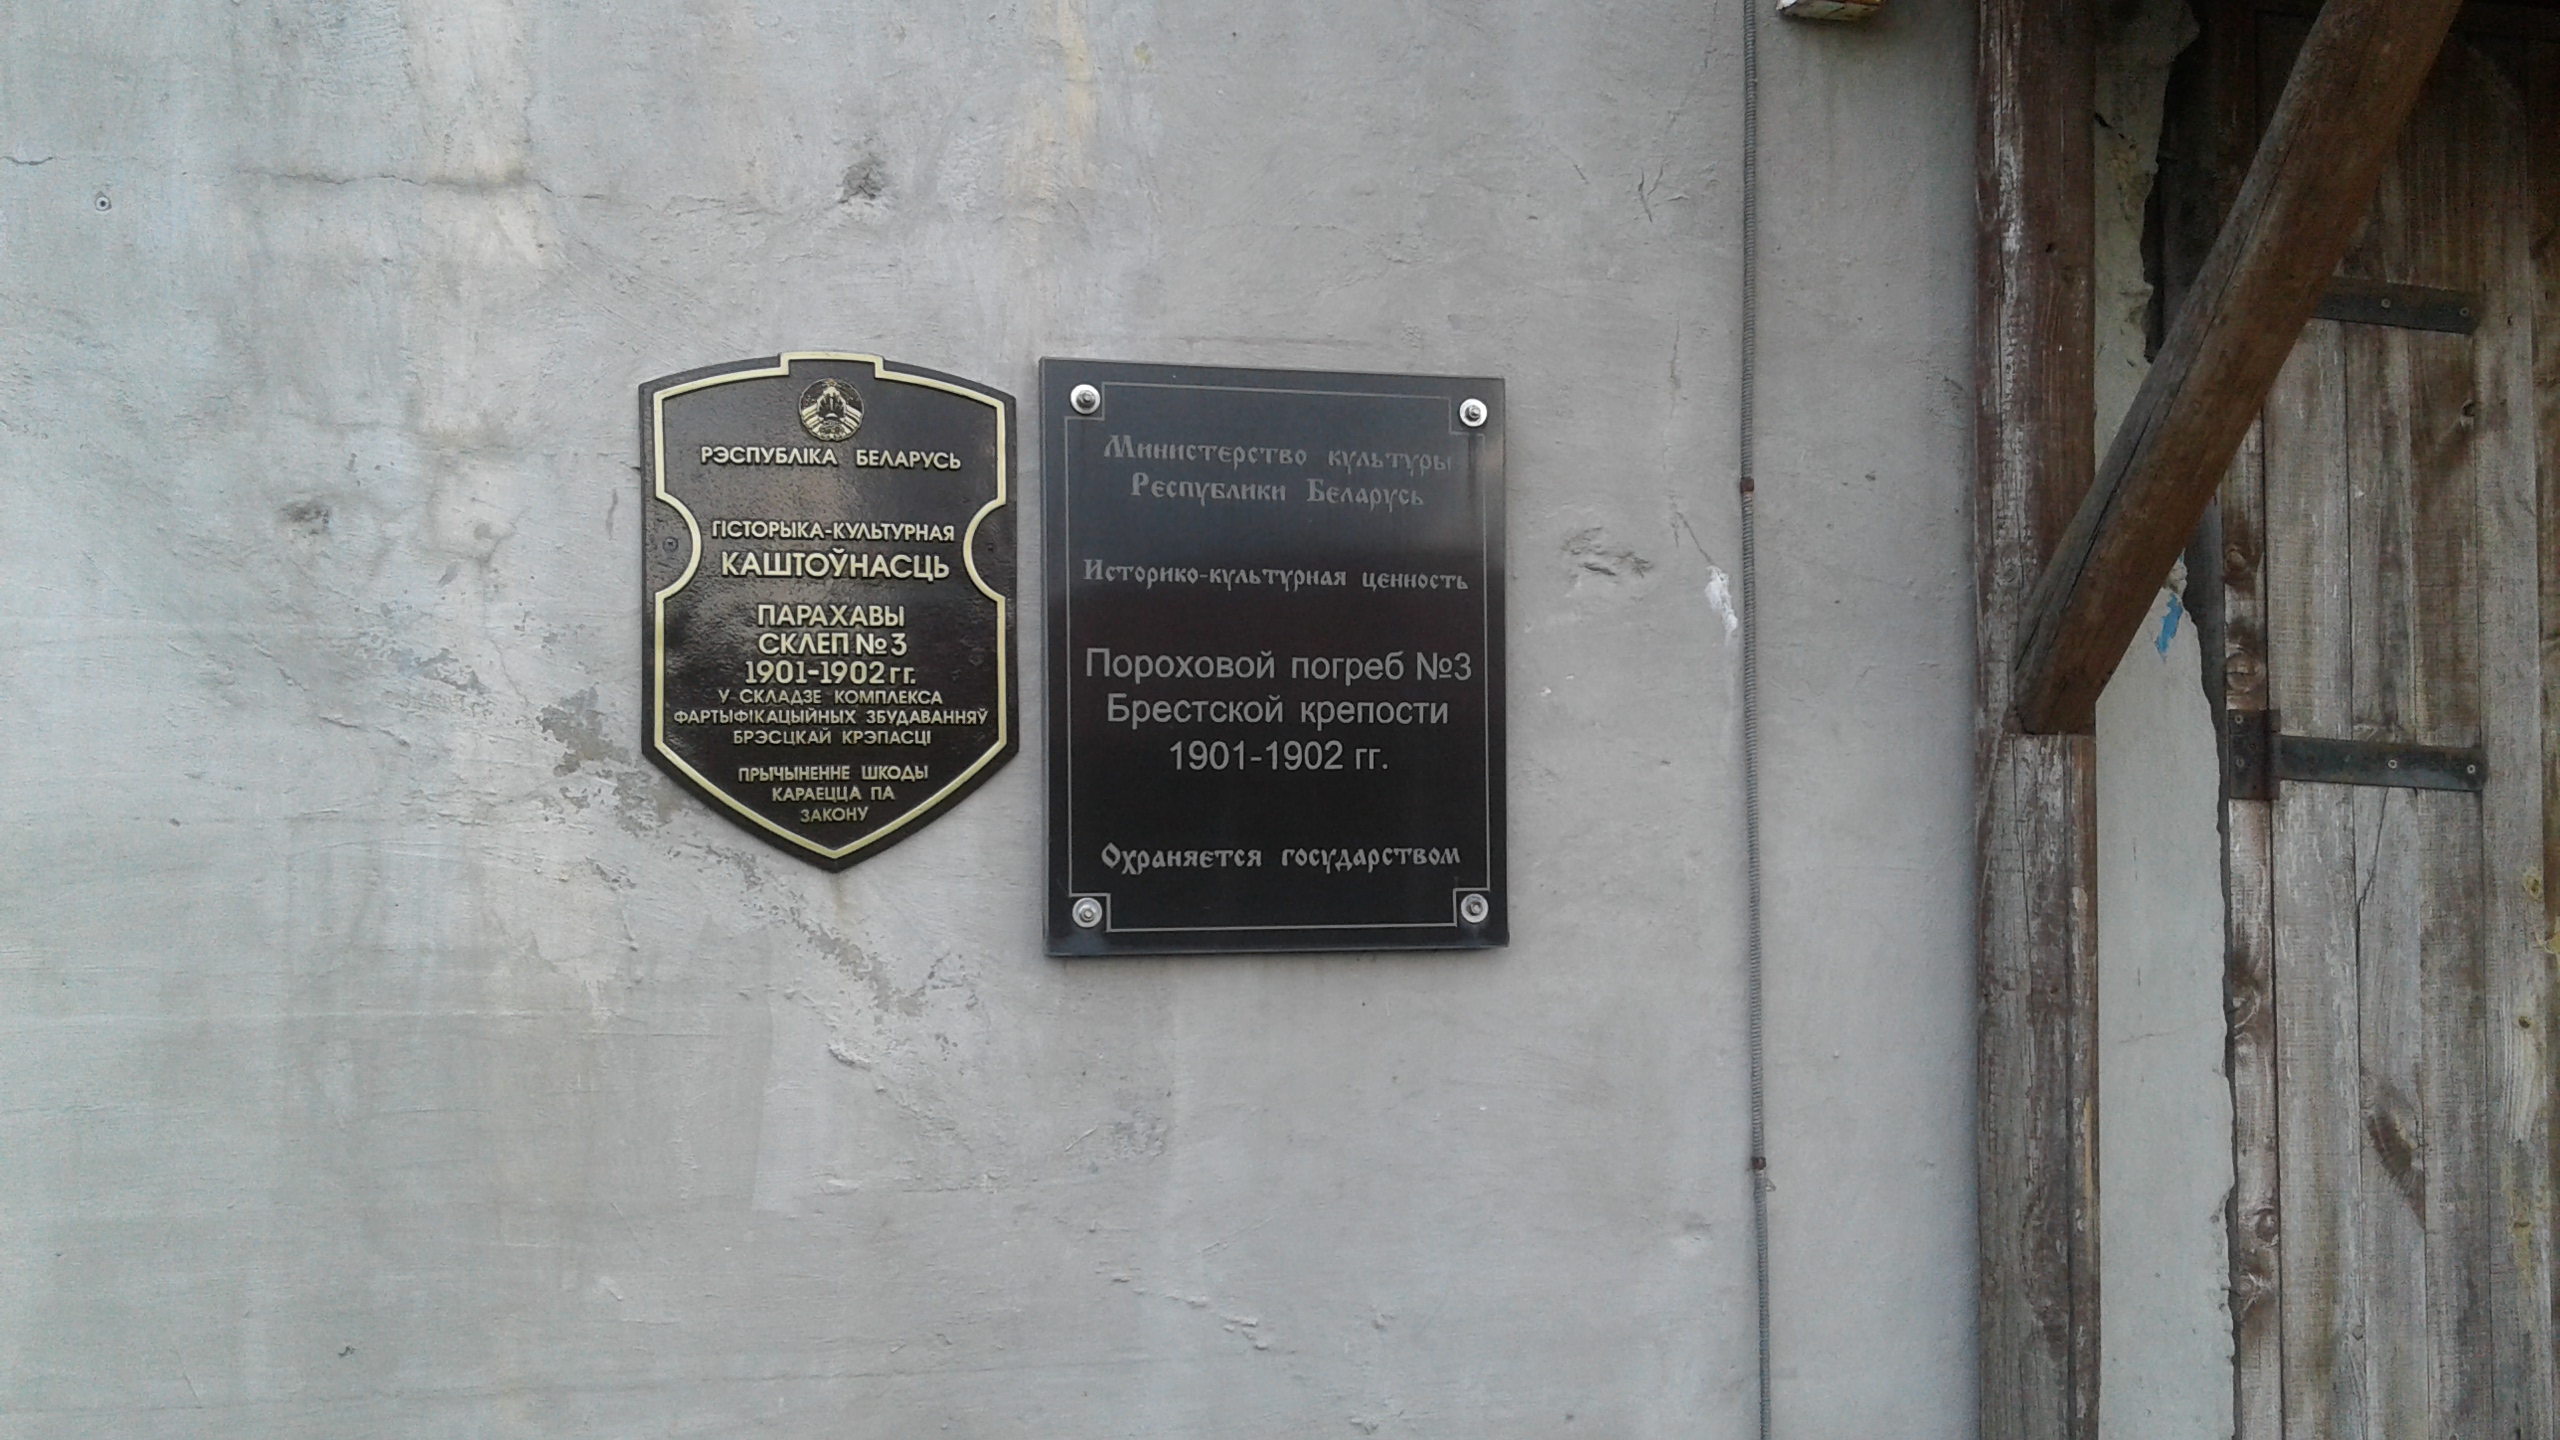 РЭСПУБЛІКА БЕЛАРУСЬ
ГІСТОРЫКА-КУЛЬТУРНАЯ
КАШТОЎНАСЦЬ
ПАРАХАВЫ
СКЛЕП №3
1901-1902 гг.
У СКЛАДЗЕ КОМПЛЕКСА
ФАРТЫФІКАЦЫЙНЫХ ЗБУДАВАННЯЎ
БРЭСЦКАЙ КРЭПАСЦІ
ПРЫЧЫНЕННЕ ШКОДЫ
КАРАЕЦЦА ПА
ЗАКОНУ
Министерство культуры
Республики Беларусь
Историко-культурная ценность
Пороховой погреб №3
Брестской крепости
1901-1902 гг.
Охраняется государством